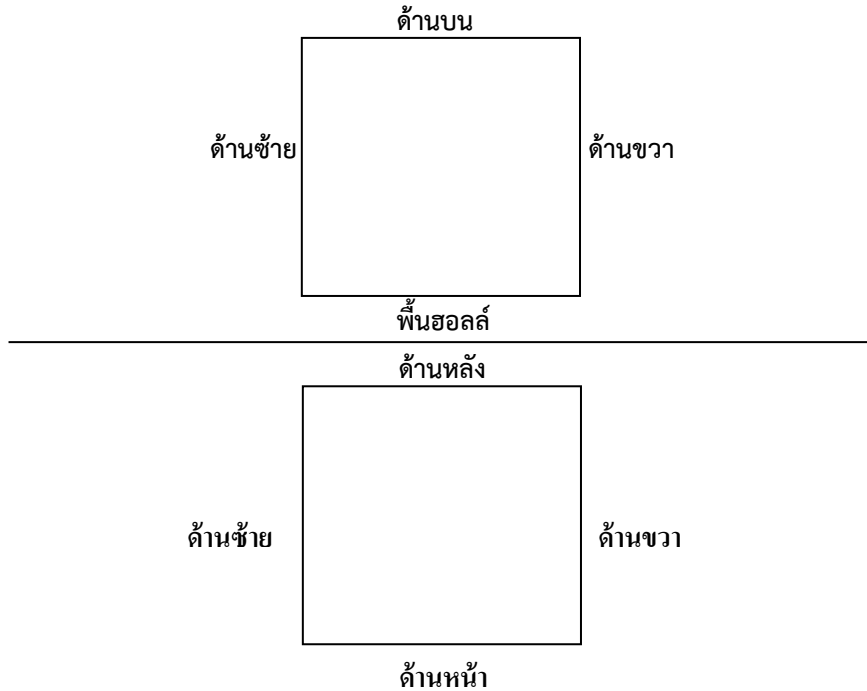 ด้านบน
ด้านซ้าย
ด้านขวา
พื้นฮอลล์
ด้านหลัง
ด้านซ้าย
ด้านขวา
ด้านหน้า